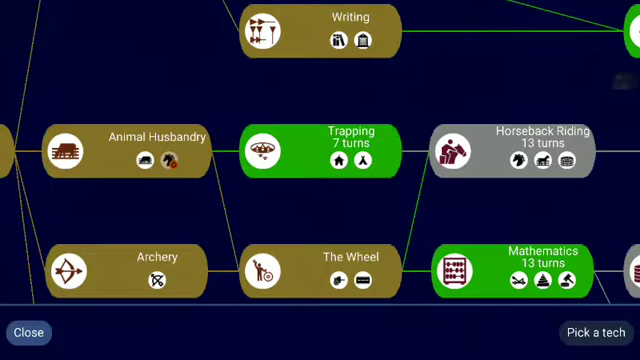 Writing
Animal Husbandry
Trapping
7 turns
Horseback Riding
13 turns
Archery
The Wheel
Mathematics
13 turns
Close
Pick a tech